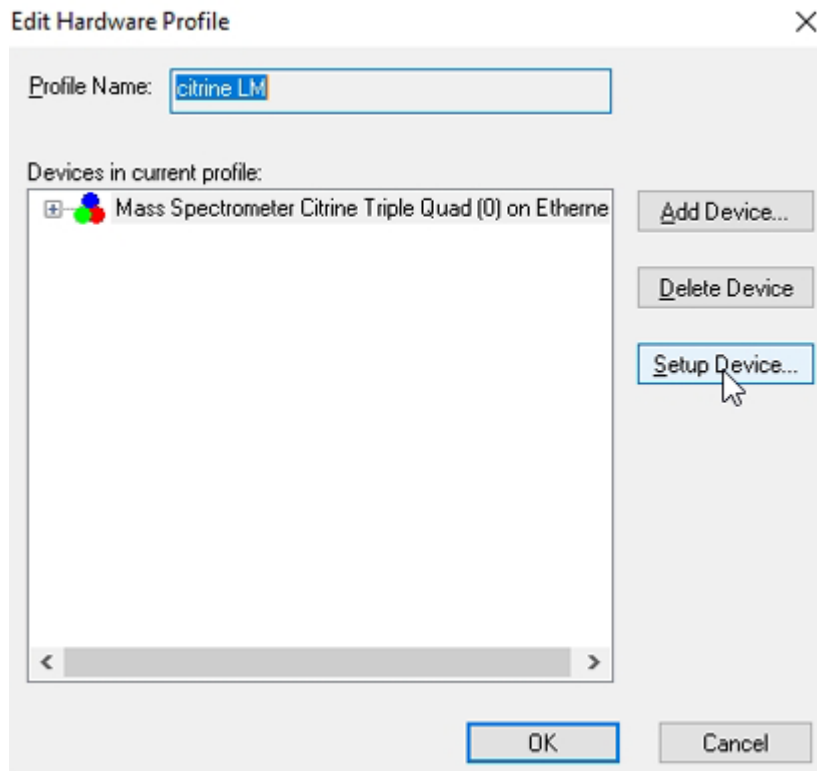 Edit Hardware Profile
Profile Name: citrine LM
Devices in current profile:
Mass Spectrometer Citrine Triple Quad (0) on Etherne
Add Device...
Delete Device
Setup Device...
OK
Cancel